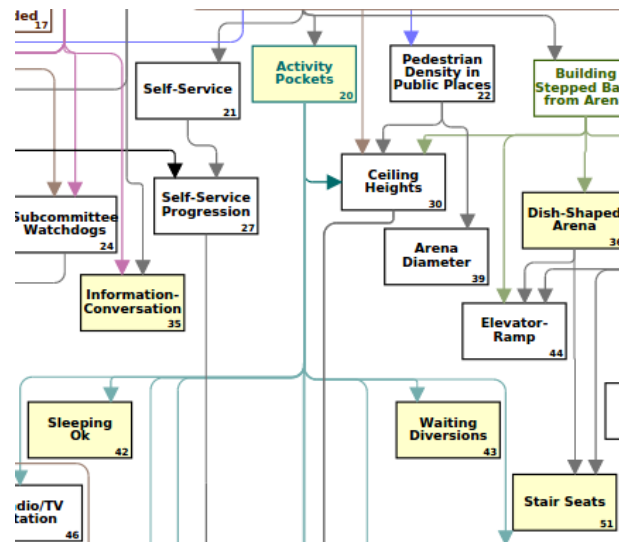 ded
17
Self-Service
21
Activity
Pockets
20
Pedestrian
Density in
Public Places
22
Building
Stepped Ba
from Aren
Self-Service
Progression
27
Ceiling
Heights
30
Subcommittee
Watchdogs
24
Arena
Diameter
39
Dish-Shaped
Arena
36
Information-
Conversation
35
Elevator-
Ramp
44
Sleeping
Ok
42
Waiting
Diversions
43
dio/TV
tation
46
Stair Seats
51